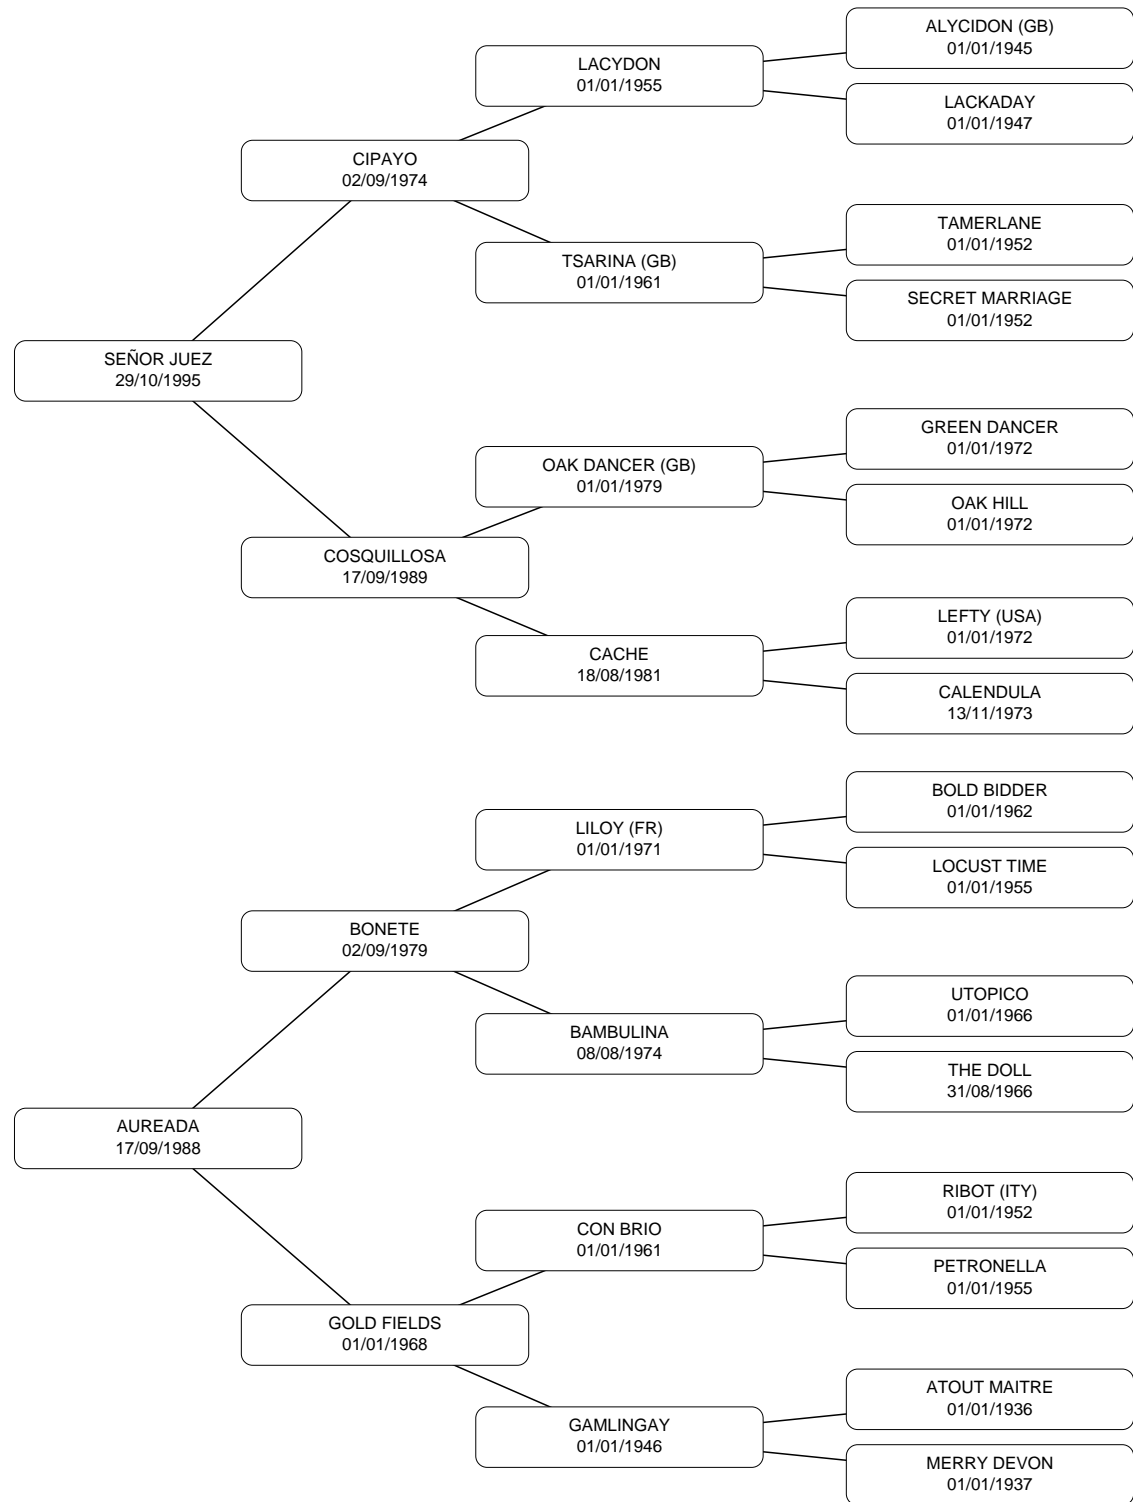 ALYCIDON (GB)
01/01/1945
LACYDON
01/01/1955
LACKADAY
01/01/1947
CIPAYO
02/09/1974
TAMERLANE
01/01/1952
TSARINA (GB)
01/01/1961
SECRET MARRIAGE
01/01/1952
SEÑOR JUEZ
29/10/1995
GREEN DANCER
01/01/1972
OAK DANCER (GB)
01/01/1979
OAK HILL
01/01/1972
COSQUILLOSA
17/09/1989
LEFTY (USA)
01/01/1972
CACHE
18/08/1981
CALENDULA
13/11/1973
BOLD BIDDER
01/01/1962
LILOY (FR)
01/01/1971
LOCUST TIME
01/01/1955
BONETE
02/09/1979
UTOPICO
01/01/1966
BAMBULINA
08/08/1974
THE DOLL
31/08/1966
AUREADA
17/09/1988
RIBOT (ITY)
01/01/1952
CON BRIO
01/01/1961
PETRONELLA
01/01/1955
GOLD FIELDS
01/01/1968
ATOUT MAITRE
01/01/1936
GAMLINGAY
01/01/1946
MERRY DEVON
01/01/1937